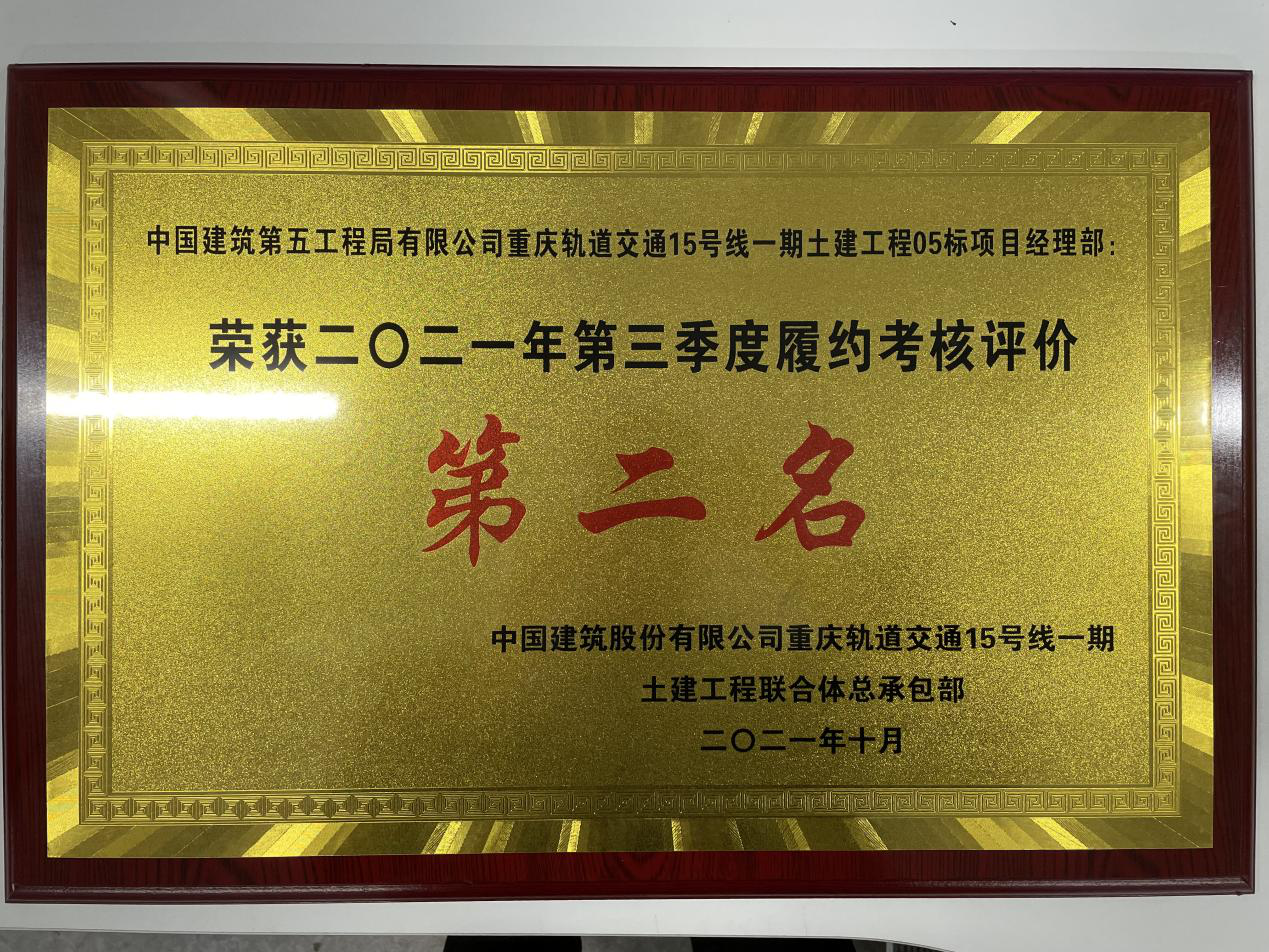 中国建筑第五工程局有限公司重庆轨道交通15号线一期土建工程05标项目经理部：
荣获二〇二一年第三季度履约考核评价
第二名
中国建筑股份有限公司重庆轨道交通15号线一期
土建工程联合体总承包部
二〇二一年十月